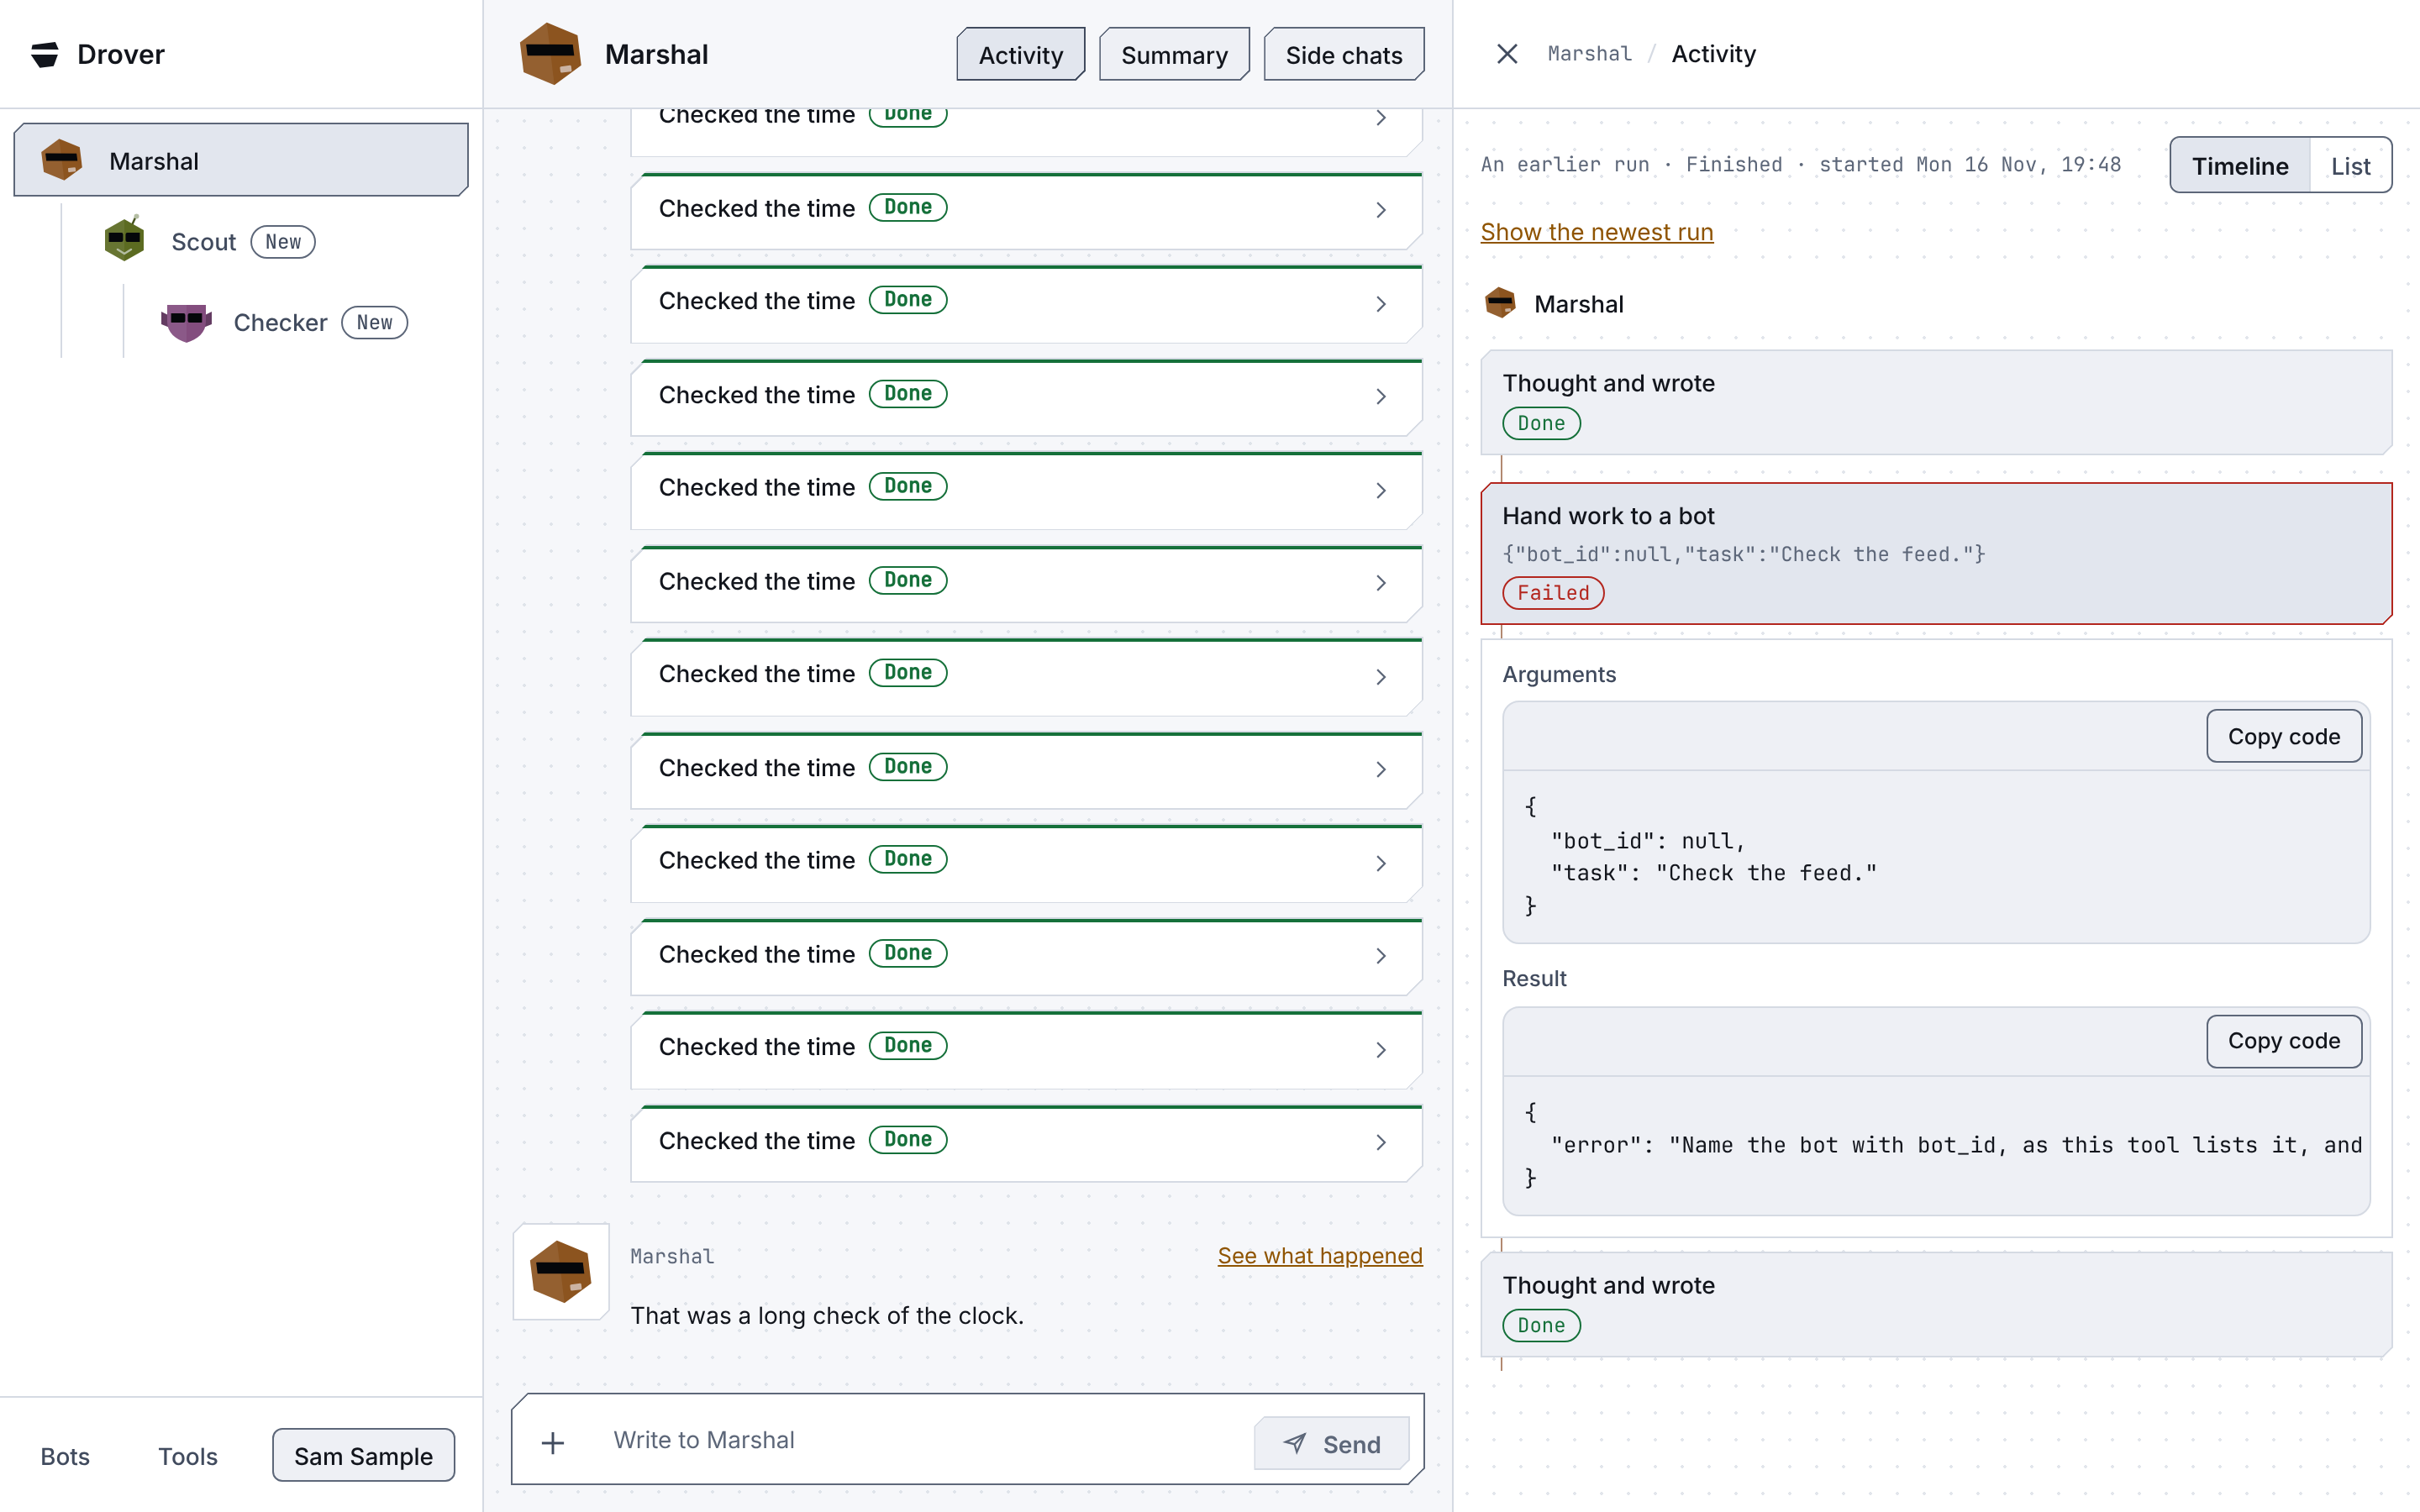 Drover
Marshal
Scout New
Checker New
Bots
Tools
Sam Sample
Marshal
Activity
Summary
Side chats
Checked the time Done
Checked the time Done
Checked the time Done
Checked the time Done
Checked the time Done
Checked the time Done
Checked the time Done
Checked the time Done
Checked the time Done
Checked the time Done
Checked the time Done
Checked the time Done
Marshal
See what happened
That was a long check of the clock.
Write to Marshal
Send
Marshal / Activity
An earlier run · Finished · started Mon 16 Nov, 19:48
Timeline
List
Show the newest run
Marshal
Thought and wrote
Done
Hand work to a bot
{"bot_id":null,"task":"Check the feed."}
Failed
Arguments
Copy code
{
"bot_id": null,
"task": "Check the feed."
}
Result
Copy code
{
"error": "Name the bot with bot_id, as this tool lists it, and
}
Thought and wrote
Done